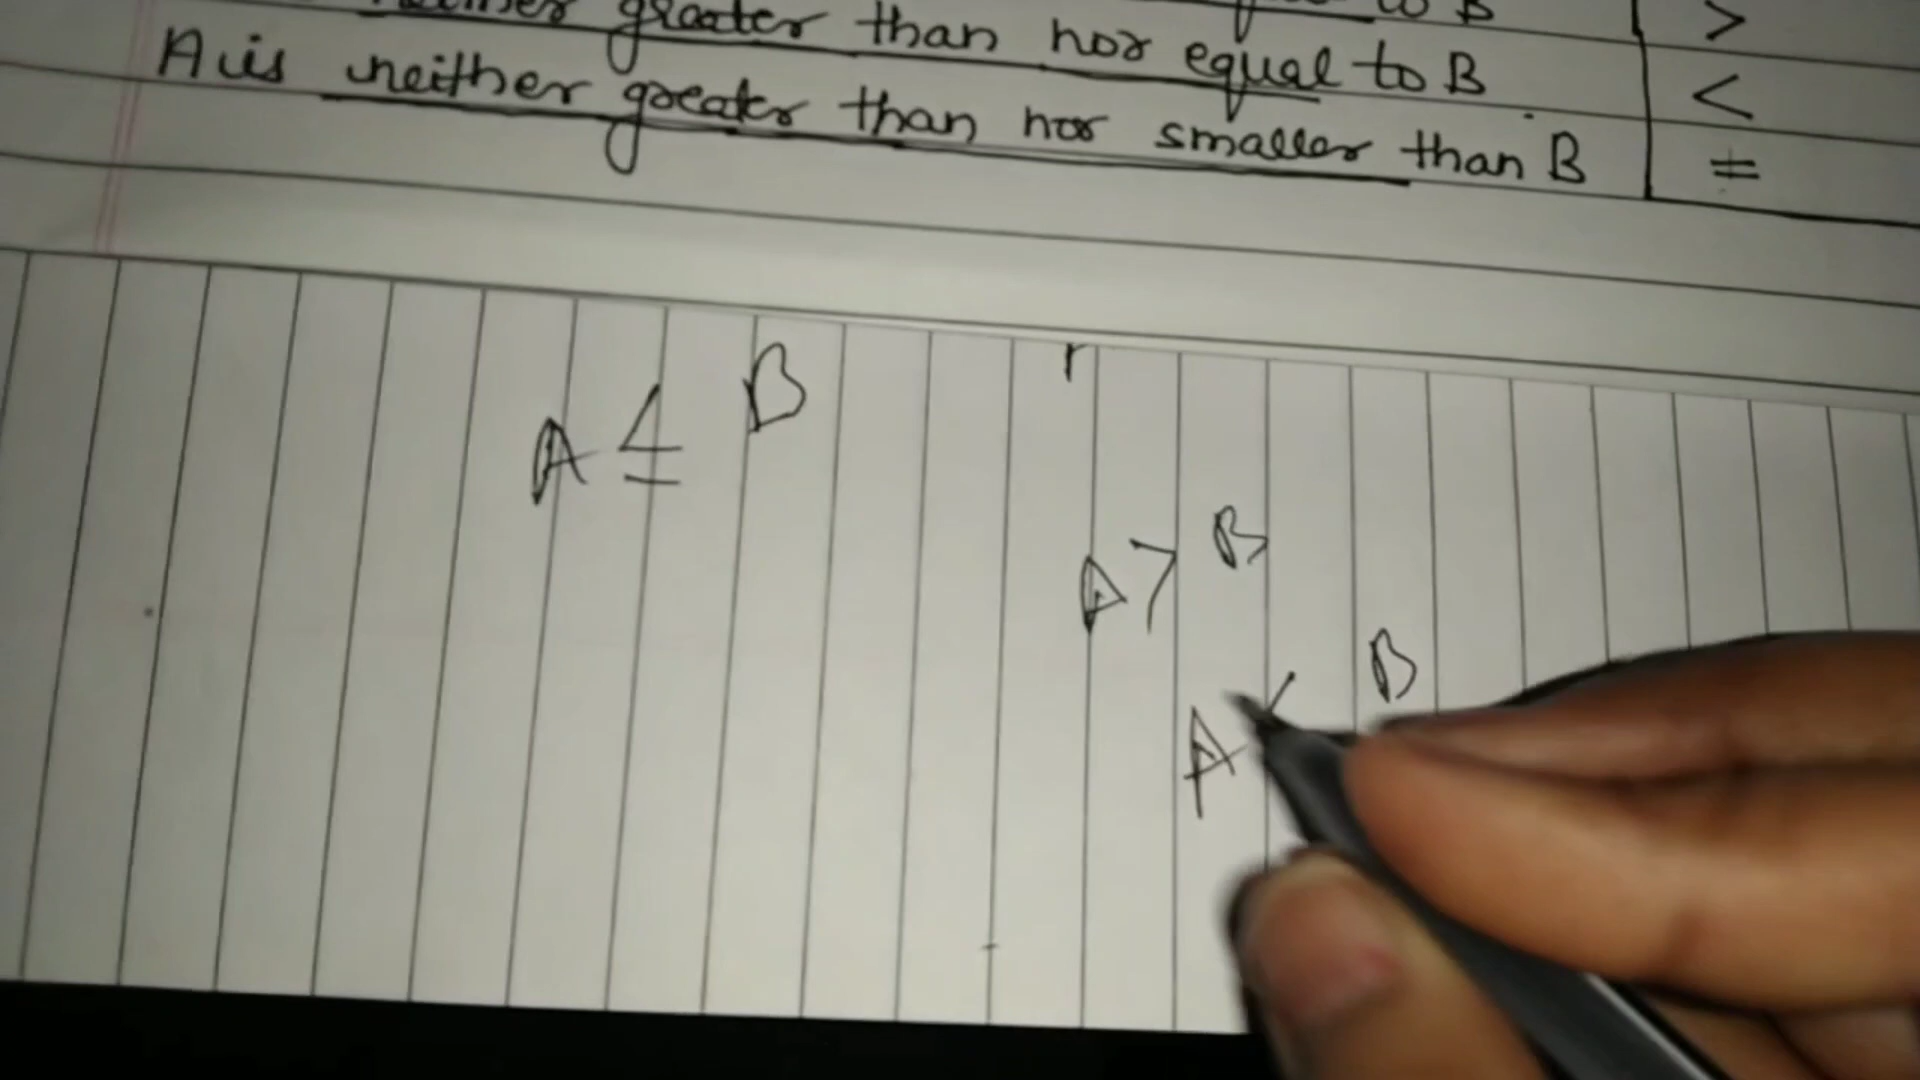 neither greater than nor equal to B | >
A is neither greater than nor equal to B | <
A is neither greater than nor smaller than B | =
A ≤ B
A > B
A < B